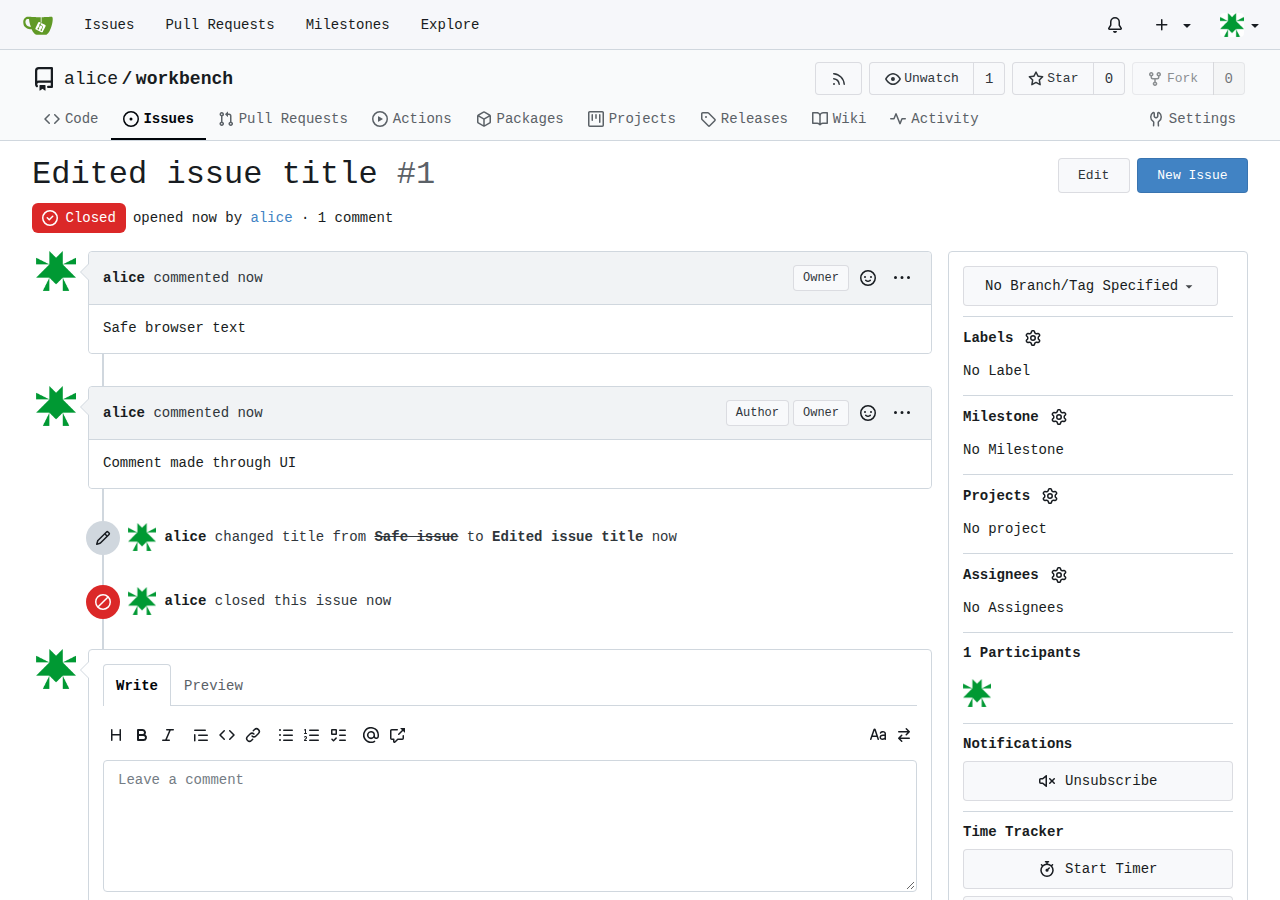 Issues Pull Requests Milestones Explore
alice/workbench
Unwatch 1 Star 0 Fork 0
Code Issues Pull Requests Actions Packages Projects Releases Wiki Activity Settings
Edited issue title #1
Edit New Issue
Closed opened now by alice · 1 comment
alice commented now Owner
Safe browser text
alice commented now Author Owner
Comment made through UI
alice changed title from Safe issue to Edited issue title now
alice closed this issue now
Write Preview
Leave a comment
No Branch/Tag Specified
Labels
No Label
Milestone
No Milestone
Projects
No project
Assignees
No Assignees
1 Participants
Notifications
Unsubscribe
Time Tracker
Start Timer